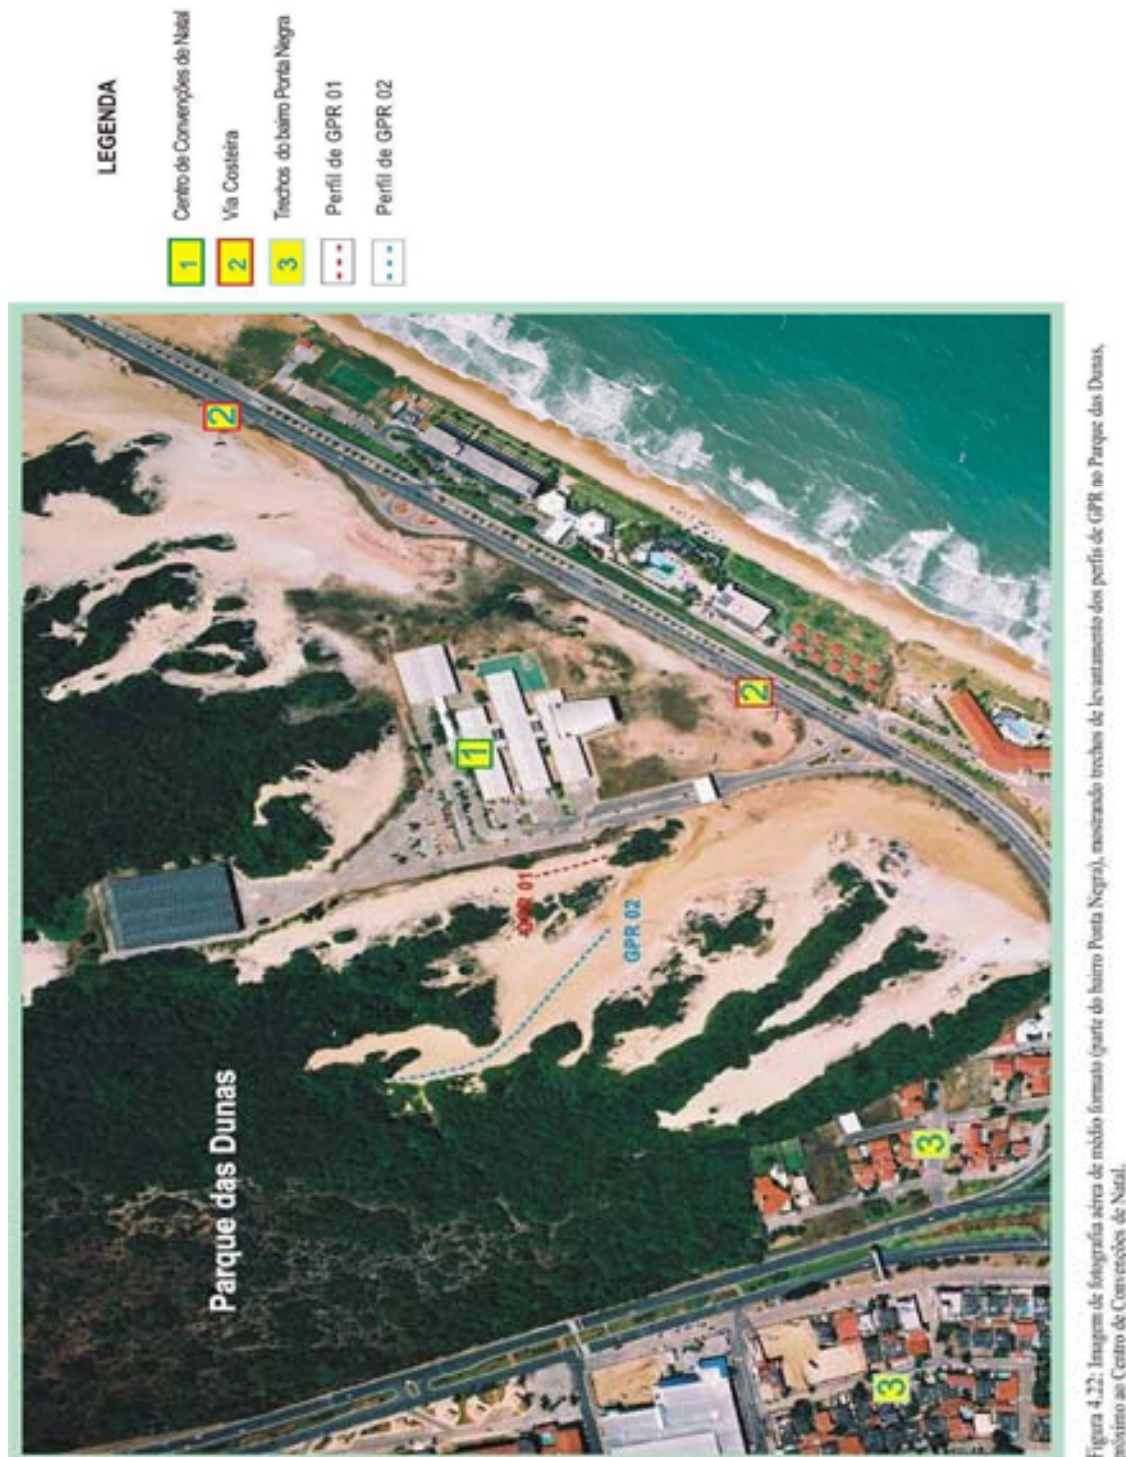 LEGENDA
1 Centro de Convenções de Natal
2 Via Costeira
3 Trechos do bairro Ponta Negra
Perfil de GPR 01
Perfil de GPR 02
Parque das Dunas
2
1
2
GPR 01
GPR 02
3
3
Figura 4.22: Imagem de fotografia aérea de médio formato (parte do bairro Ponta Negra), mostrando trechos de levantamento dos perfis de GPR no Parque das Dunas,
próximo ao Centro de Convenções de Natal.